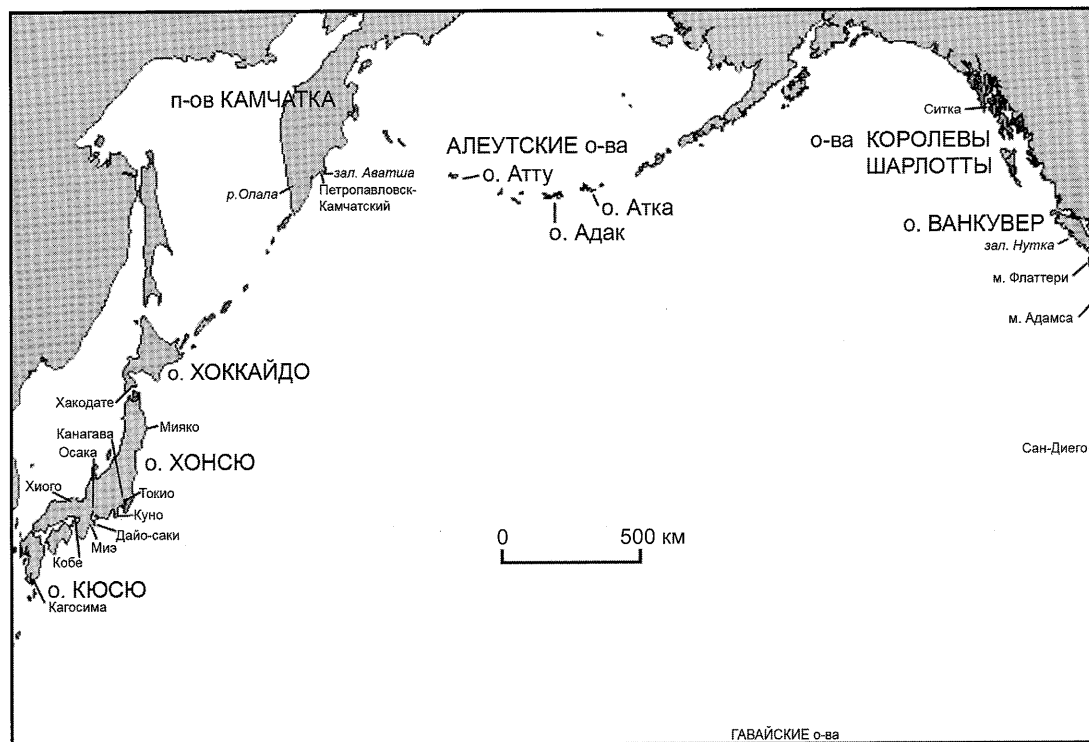 п-ов КАМЧАТКА
Ситка
о-ва КОРОЛЕВЫ
ШАРЛОТТЫ
АЛЕУТСКИЕ о-ва
зал. Аватша
о. Атту
р.Опала
Петропавловск-
Камчатский
о. Атка
о. Адак
о. ВАНКУВЕР
зал. Нутка
м. Флаттери
м. Адамса
о. ХОККАЙДО
Хакодате
Мияко
Канагава
Осака
о. ХОНСЮ
Сан-Диего
Хиого
Токио
Куно
Дайо-саки
Миэ
Кобе
0 500 км
о. КЮСЮ
Кагосима
ГАВАЙСКИЕ о-ва